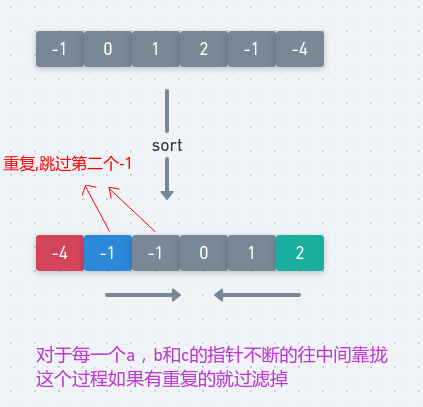 -1 0 1 2 -1 -4
sort
重复,跳过第二个-1
-4 -1 -1 0 1 2
对于每一个a，b和c的指针不断的往中间靠拢
这个过程如果有重复的就过滤掉